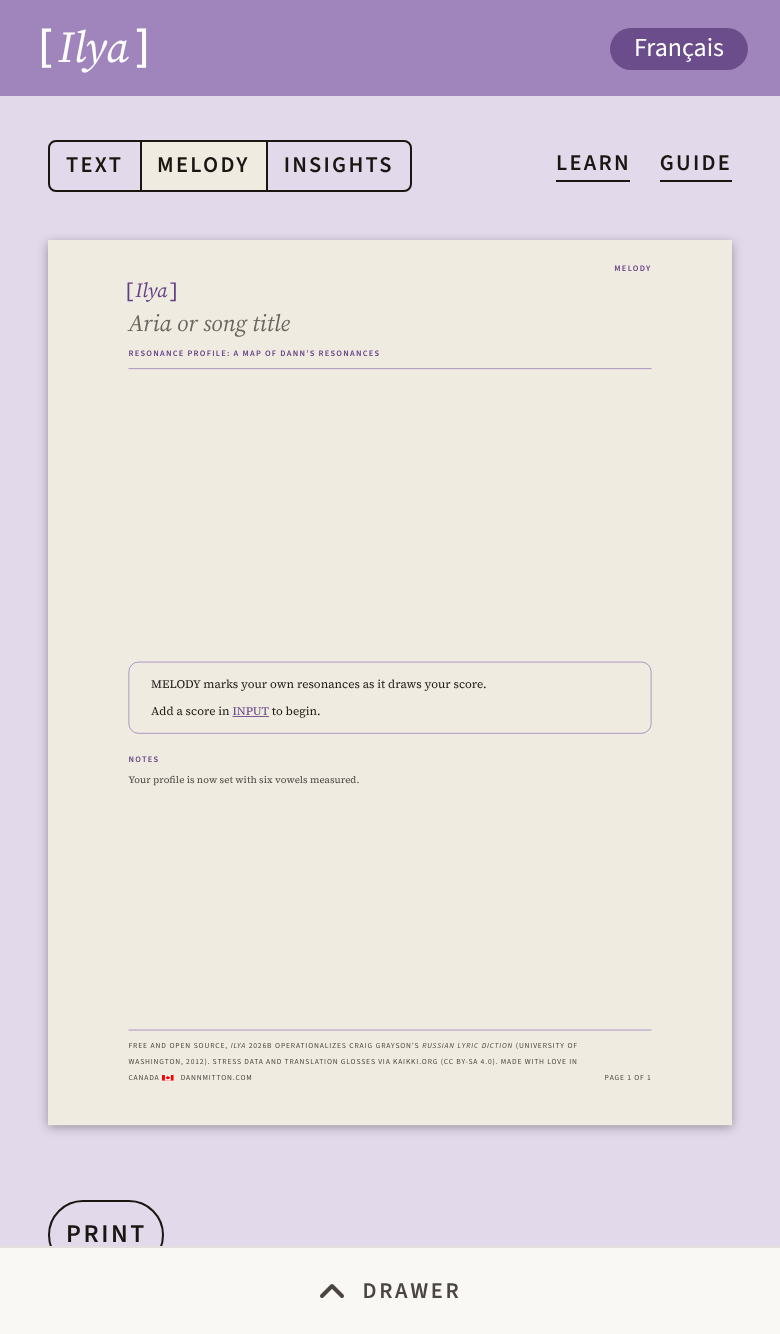 [Ilya]
Français
TEXT MELODY INSIGHTS LEARN GUIDE
MELODY
[Ilya]
Aria or song title
RESONANCE PROFILE: A MAP OF DANN'S RESONANCES
MELODY marks your own resonances as it draws your score.
Add a score in INPUT to begin.
NOTES
Your profile is now set with six vowels measured.
FREE AND OPEN SOURCE, ILYA 2026B OPERATIONALIZES CRAIG GRAYSON'S RUSSIAN LYRIC DICTION (UNIVERSITY OF
WASHINGTON, 2012). STRESS DATA AND TRANSLATION GLOSSES VIA KAIKKI.ORG (CC BY-SA 4.0). MADE WITH LOVE IN
CANADA 🇨🇦 DANNMITTON.COM PAGE 1 OF 1
PRINT
DRAWER